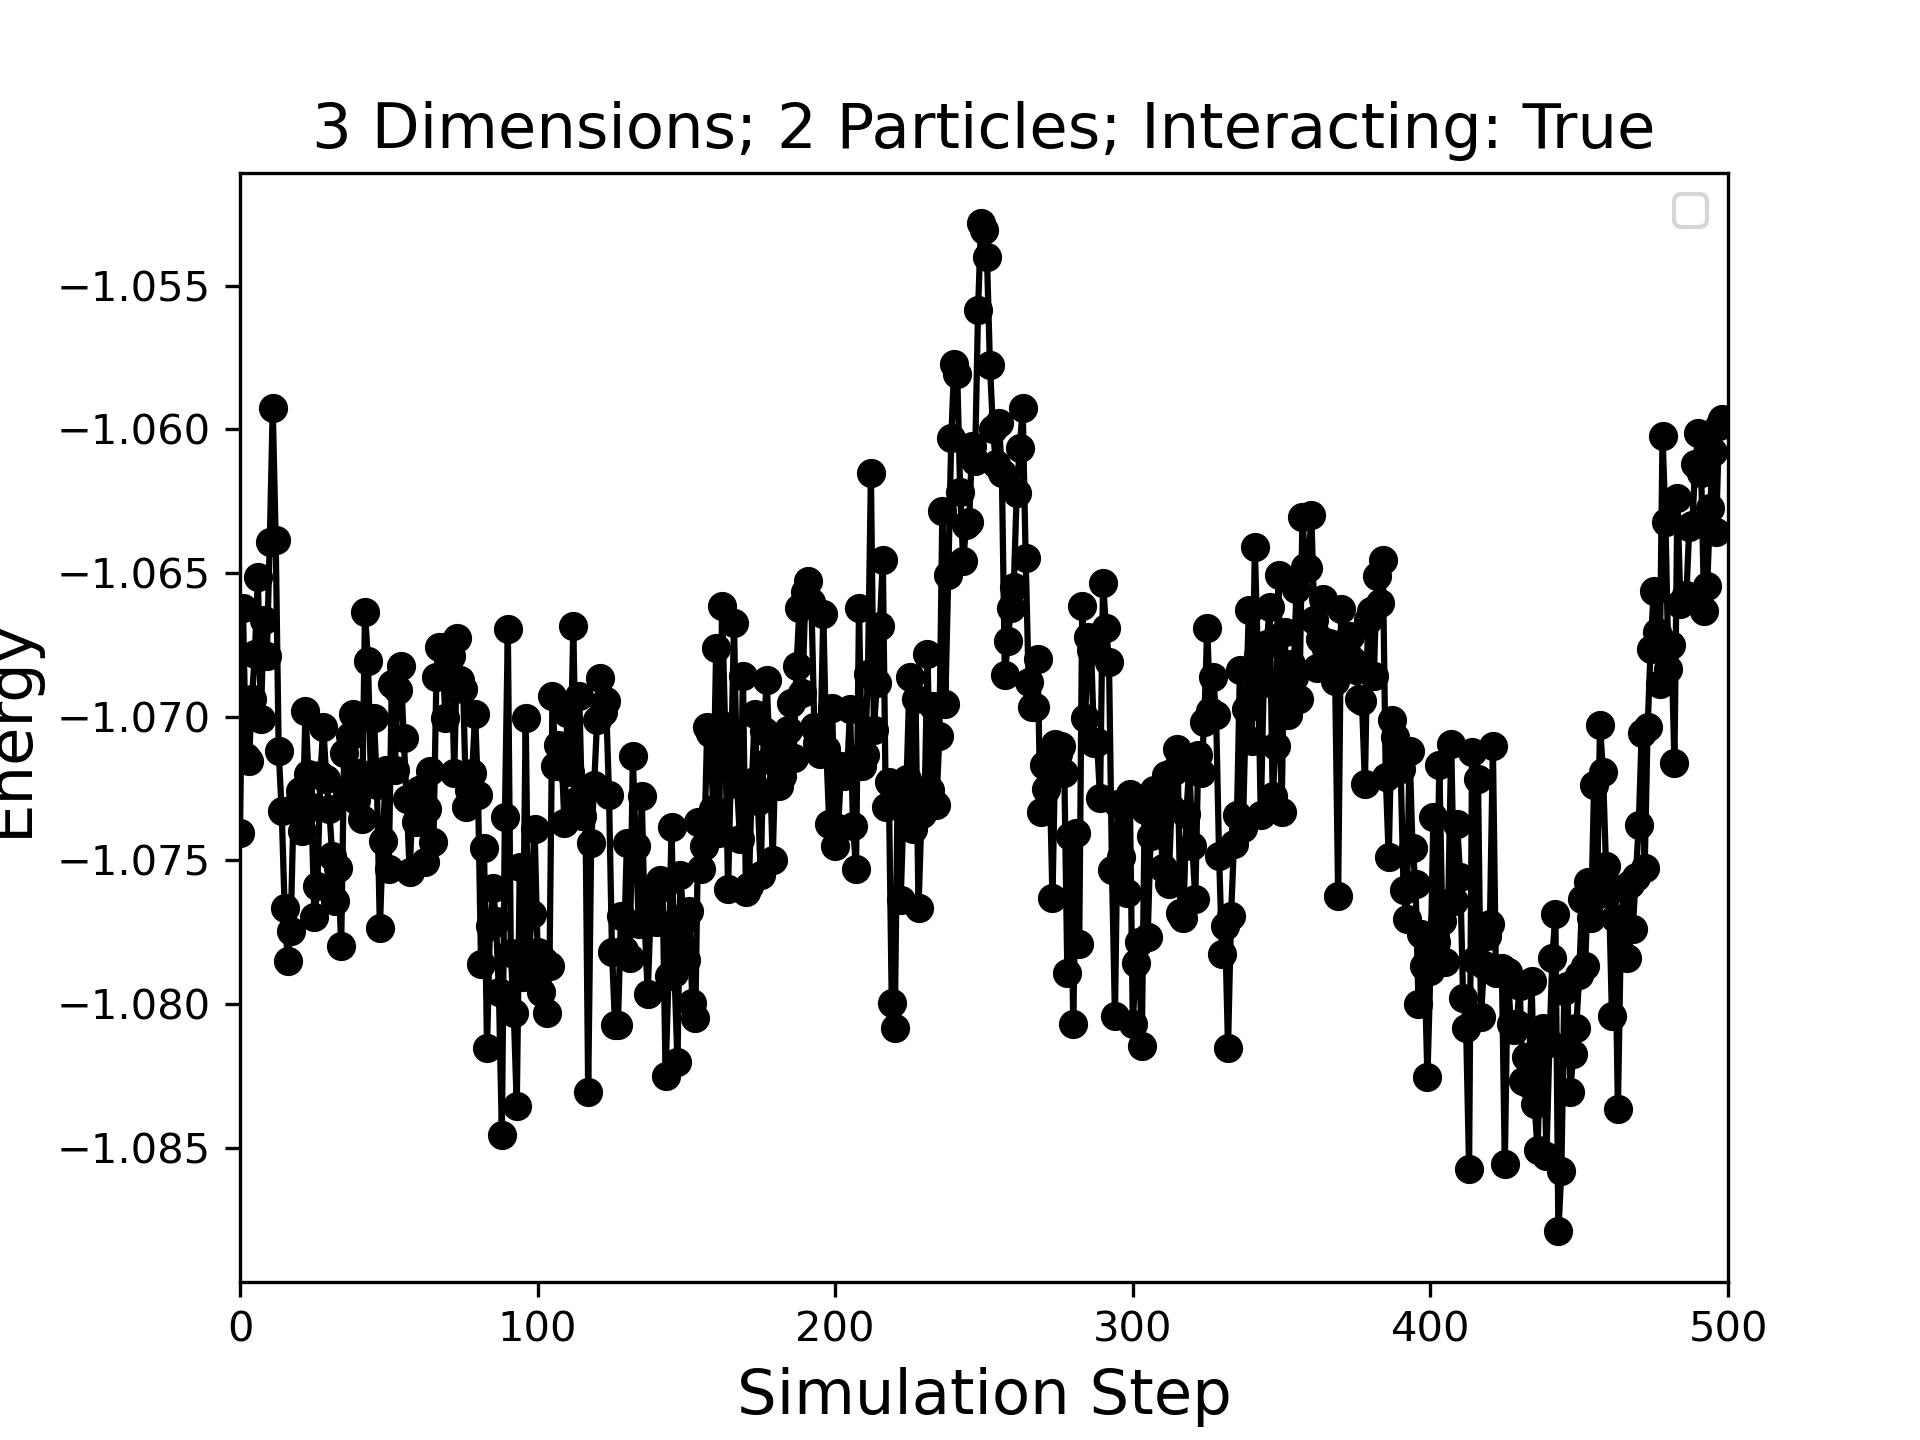 3 Dimensions; 2 Particles; Interacting: True
Energy
−1.055
−1.060
−1.065
−1.070
−1.075
−1.080
−1.085
0 100 200 300 400 500
Simulation Step